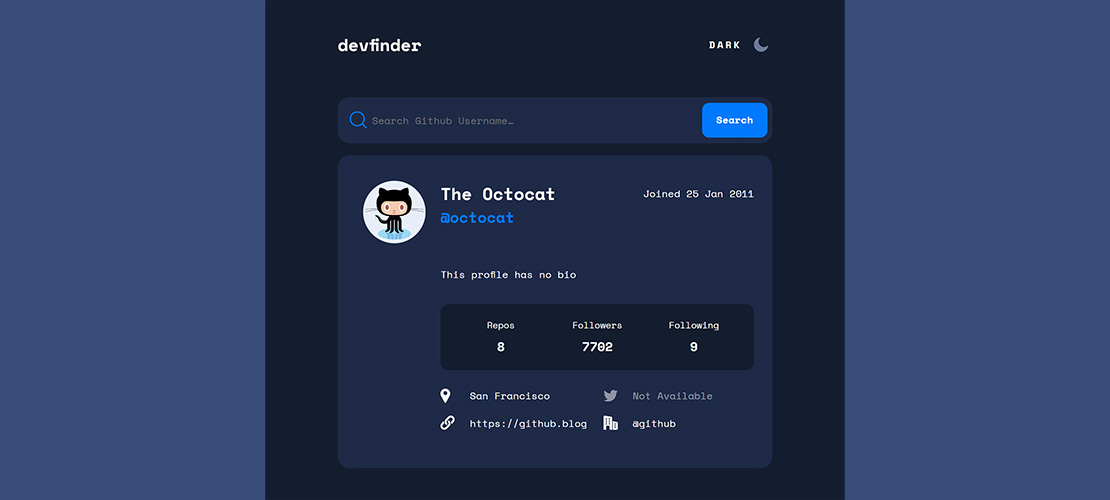 devfinder
DARK
Search Github Username…
Search
The Octocat
Joined 25 Jan 2011
@octocat
This profile has no bio
Repos Followers Following
8 7702 9
San Francisco
Not Available
https://github.blog
@github